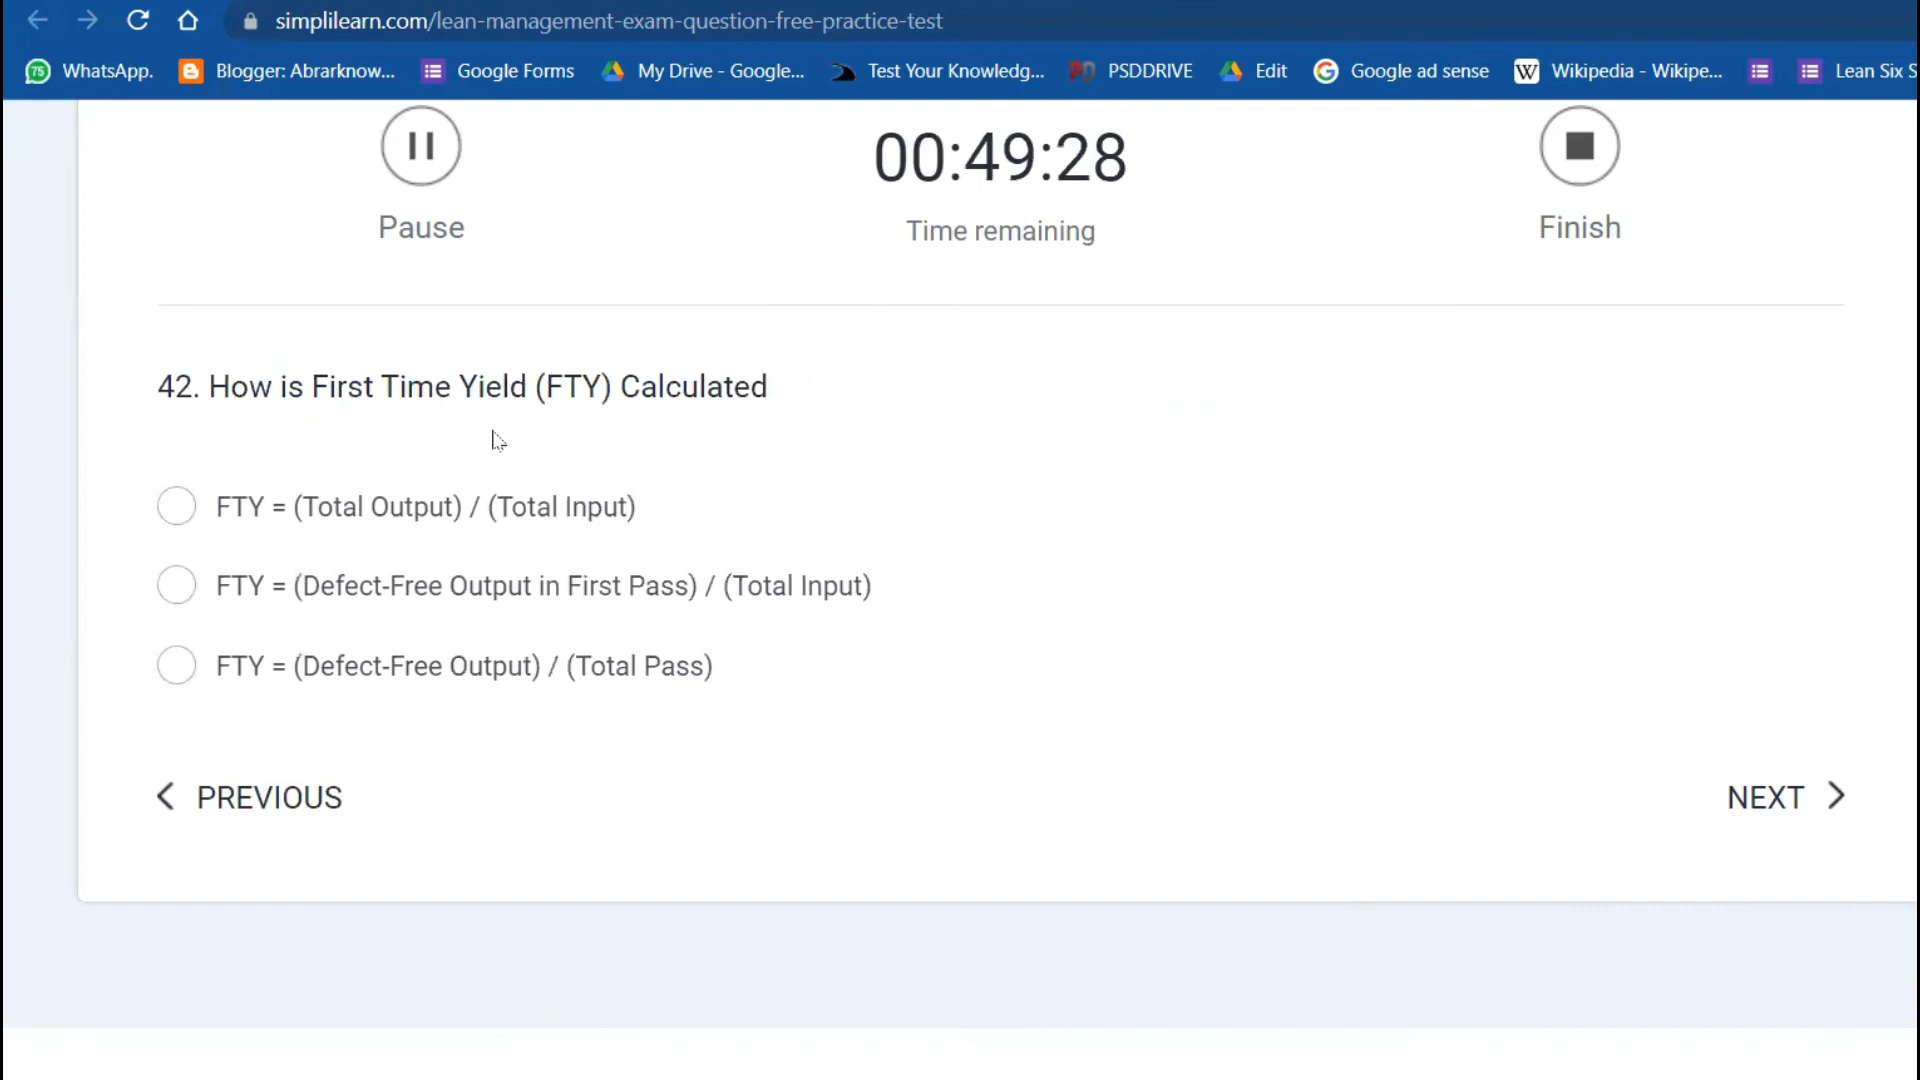 simplilearn.com/lean-management-exam-question-free-practice-test
75 WhatsApp. Blogger: Abrarknow... Google Forms My Drive - Google... Test Your Knowledg... PSDDRIVE Edit Google ad sense W Wikipedia - Wikipe... Lean Six S
00:49:28
Pause Time remaining Finish
42. How is First Time Yield (FTY) Calculated
FTY = (Total Output) / (Total Input)
FTY = (Defect-Free Output in First Pass) / (Total Input)
FTY = (Defect-Free Output) / (Total Pass)
PREVIOUS NEXT